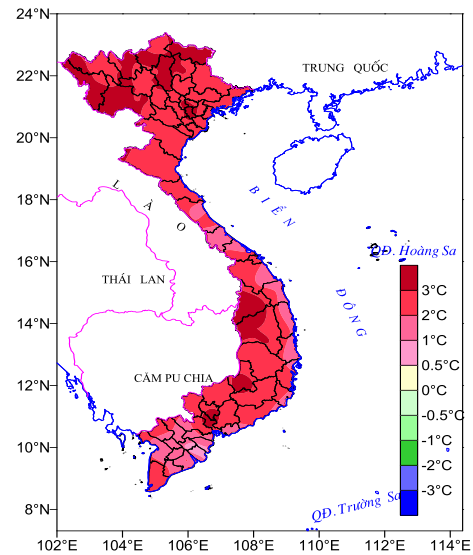 24°N
22°N
20°N
18°N
16°N
14°N
12°N
10°N
8°N
TRUNG QUỐC
LÀO
BIỂN
ĐÔNG
QĐ. Hoàng Sa
THÁI LAN
CĂM PU CHIA
QĐ. Trường Sa
3°C
2°C
1°C
0.5°C
0°C
-0.5°C
-1°C
-2°C
-3°C
102°E 104°E 106°E 108°E 110°E 112°E 114°E